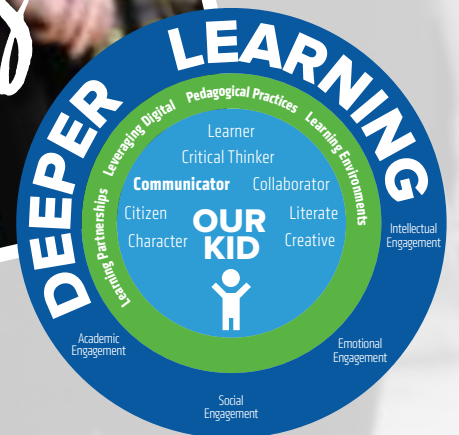 DEEPER LEARNING
Learning Partnerships
Leveraging Digital
Pedagogical Practices
Learning Environments
Learner
Critical Thinker
Communicator
Collaborator
Citizen
Literate
Character
Creative
OUR
KID
Intellectual
Engagement
Academic
Engagement
Emotional
Engagement
Social
Engagement